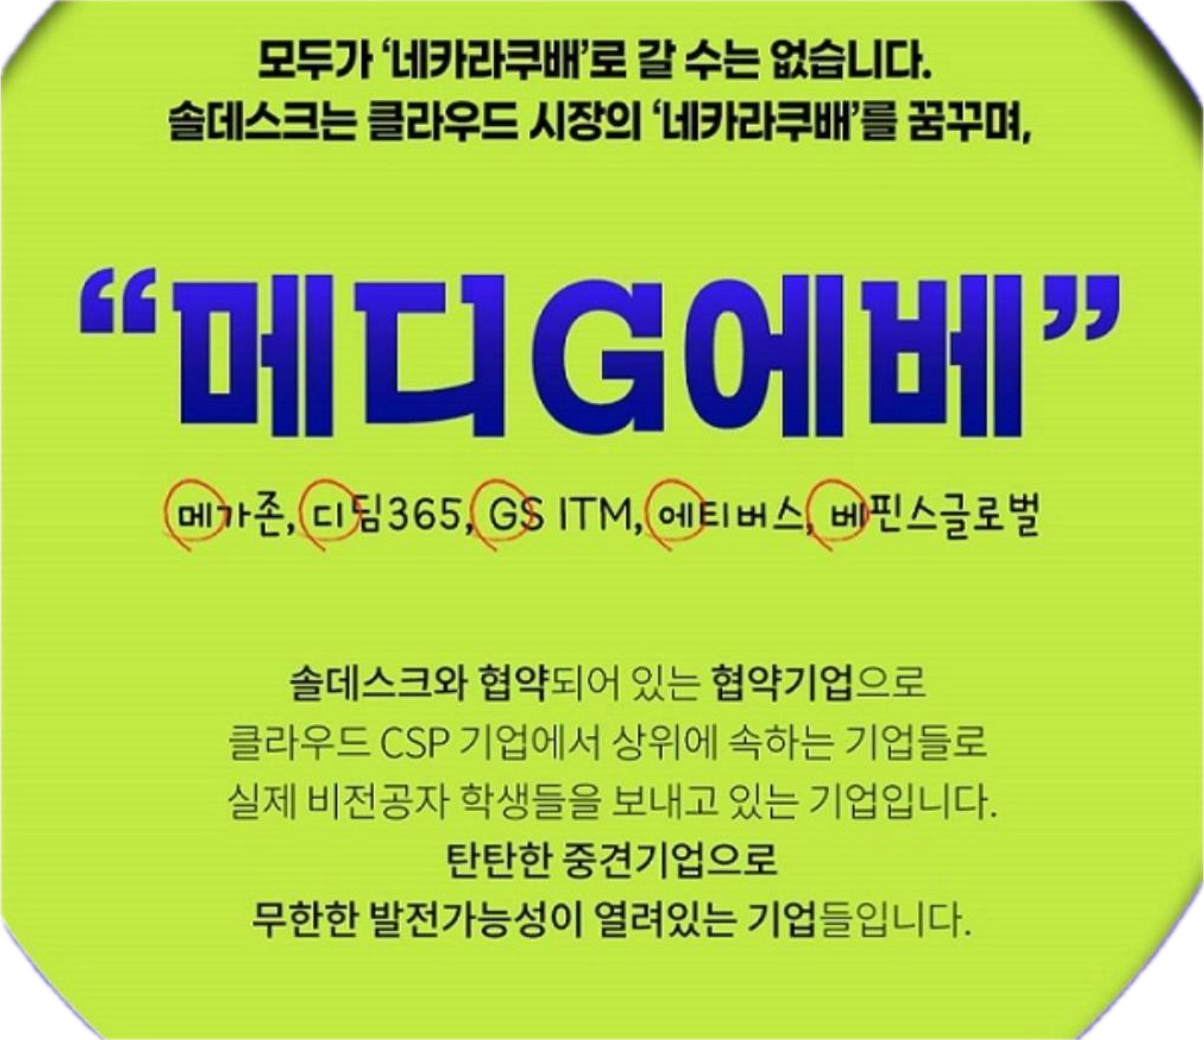 모두가 ‘네카라쿠배’로 갈 수는 없습니다.
솔데스크는 클라우드 시장의 ‘네카라쿠배’를 꿈꾸며,
“메디G에베”
메가존, 디딤365, GS ITM, 에티버스, 베핀스글로벌
솔데스크와 협약되어 있는 협약기업으로
클라우드 CSP 기업에서 상위에 속하는 기업들로
실제 비전공자 학생들을 보내고 있는 기업입니다.
탄탄한 중견기업으로
무한한 발전가능성이 열려있는 기업들입니다.